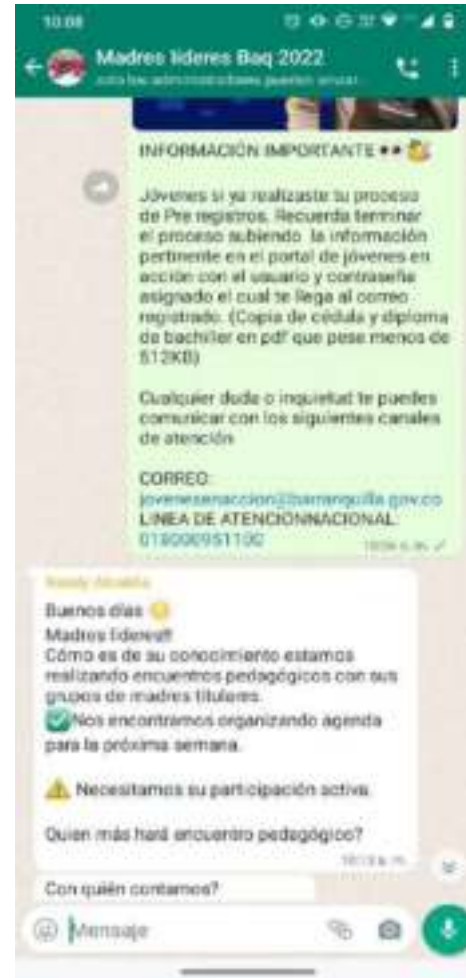 10:08
Madres lideres Baq 2022
INFORMACIÓN IMPORTANTE
Jóvenes si ya realizaste tu proceso
de Pre registros. Recuerda terminar
el proceso subiendo la información
pertinente en el portal de jóvenes en
acción con el usuario y contraseña
asignado el cual te llega al correo
registrado. (Copia de cédula y diploma
de bachiller en pdf que pese menos de
512KB)
Cualquier duda o inquietud te puedes
comunicar con los siguientes canales
de atención
CORREO:
jovenesenaccion@barranquilla.gov.co
LINEA DE ATENCIONNACIONAL:
018000951100
Buenos días
Madres lideres!!
Cómo es de su conocimiento estamos
realizando encuentros pedagógicos con sus
grupos de madres titulares.
✅Nos encontramos organizando agenda
para la próxima semana.
⚠️ Necesitamos su participación activa.
Quien más hará encuentro pedagógico?
Con quién contamos?
Mensaje